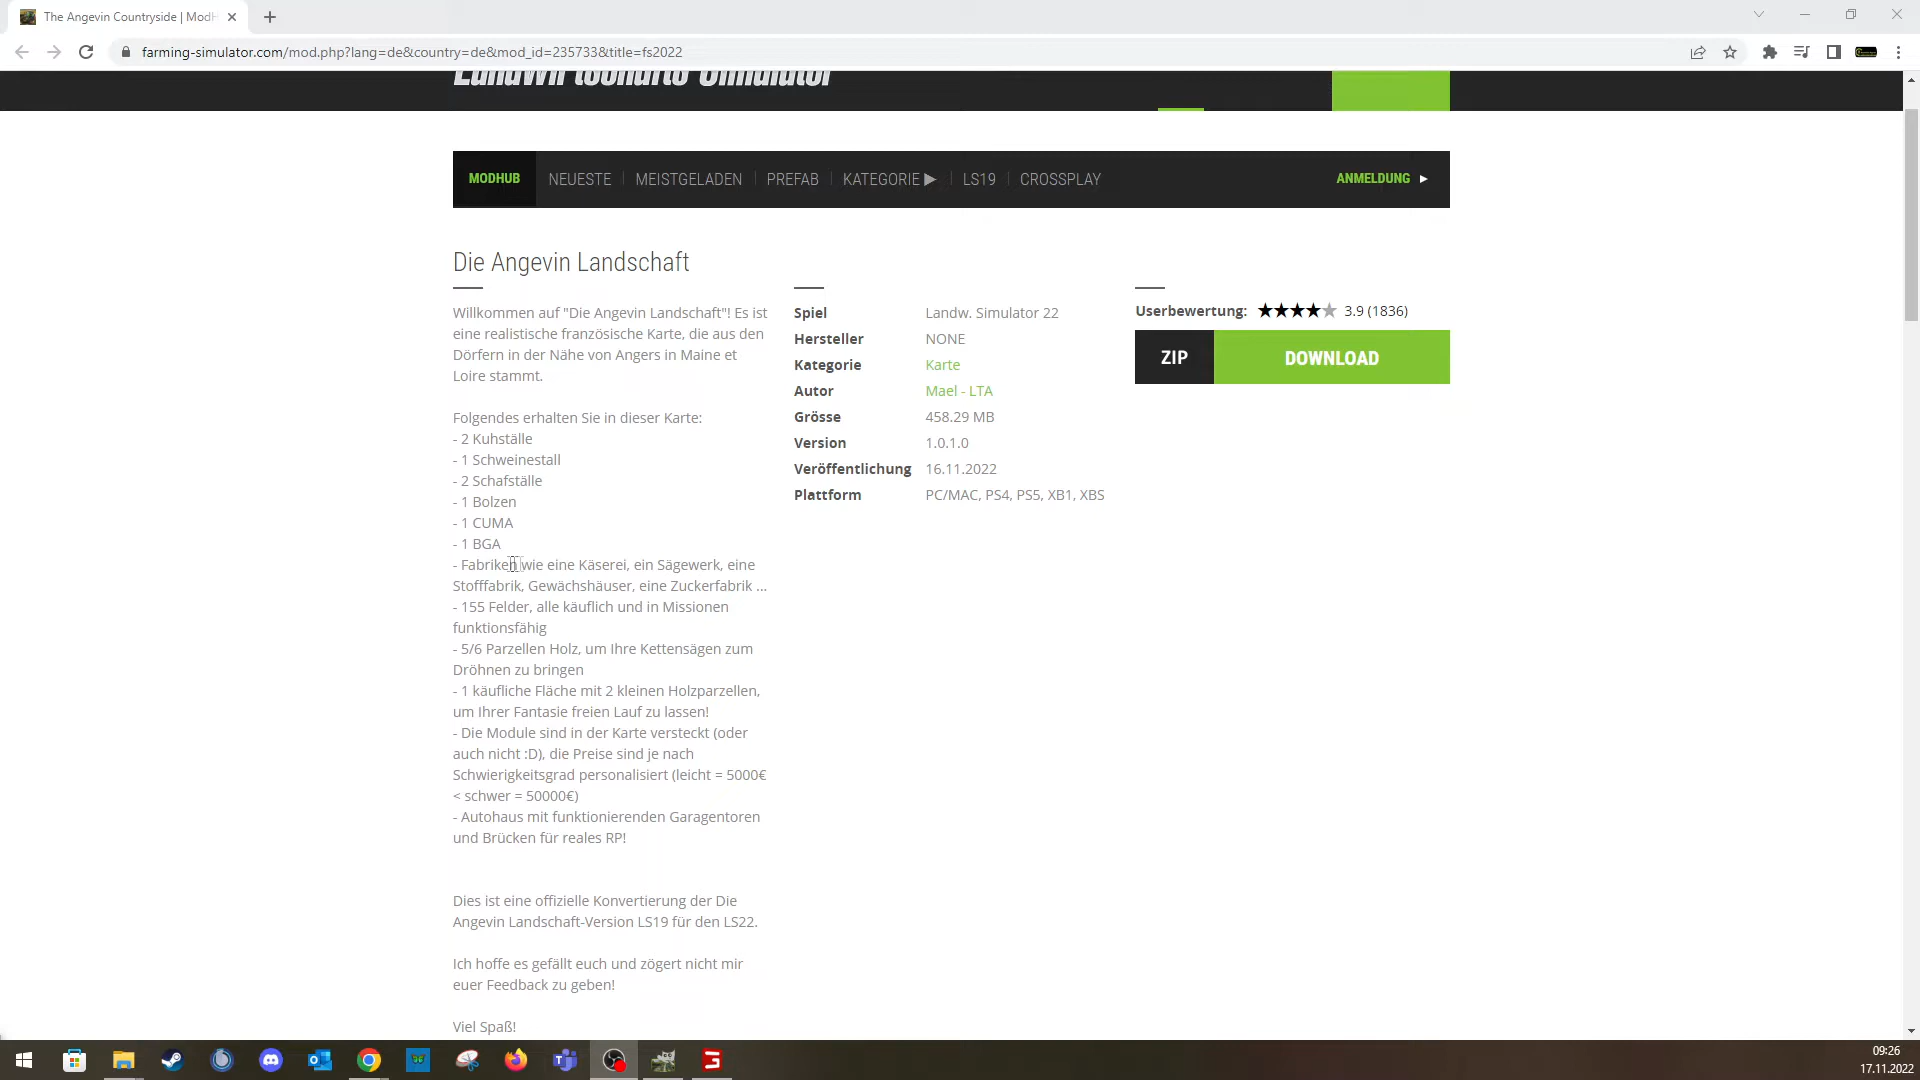 The Angevin Countryside | ModH
farming-simulator.com/mod.php?lang=de&country=de&mod_id=235733&title=fs2022
Landwirtschafts Simulator
MODHUB
NEUESTE
MEISTGELADEN
PREFAB
KATEGORIE ▶
LS19
CROSSPLAY
ANMELDUNG ▶
Die Angevin Landschaft
Willkommen auf "Die Angevin Landschaft"! Es ist
eine realistische französische Karte, die aus den
Dörfern in der Nähe von Angers in Maine et
Loire stammt.
Folgendes erhalten Sie in dieser Karte:
- 2 Kuhställe
- 1 Schweinestall
- 2 Schafställe
- 1 Bolzen
- 1 CUMA
- 1 BGA
- Fabriken wie eine Käserei, ein Sägewerk, eine
Stofffabrik, Gewächshäuser, eine Zuckerfabrik ...
- 155 Felder, alle käuflich und in Missionen
funktionsfähig
- 5/6 Parzellen Holz, um Ihre Kettensägen zum
Dröhnen zu bringen
- 1 käufliche Fläche mit 2 kleinen Holzparzellen,
um Ihrer Fantasie freien Lauf zu lassen!
- Die Module sind in der Karte versteckt (oder
auch nicht :D), die Preise sind je nach
Schwierigkeitsgrad personalisiert (leicht = 5000€
< schwer = 50000€)
- Autohaus mit funktionierenden Garagentoren
und Brücken für reales RP!
Dies ist eine offizielle Konvertierung der Die
Angevin Landschaft-Version LS19 für den LS22.
Ich hoffe es gefällt euch und zögert nicht mir
euer Feedback zu geben!
Viel Spaß!
Spiel Landw. Simulator 22
Hersteller NONE
Kategorie Karte
Autor Mael - LTA
Grösse 458.29 MB
Version 1.0.1.0
Veröffentlichung 16.11.2022
Plattform PC/MAC, PS4, PS5, XB1, XBS
Userbewertung: 3.9 (1836)
ZIP DOWNLOAD
09:26
17.11.2022